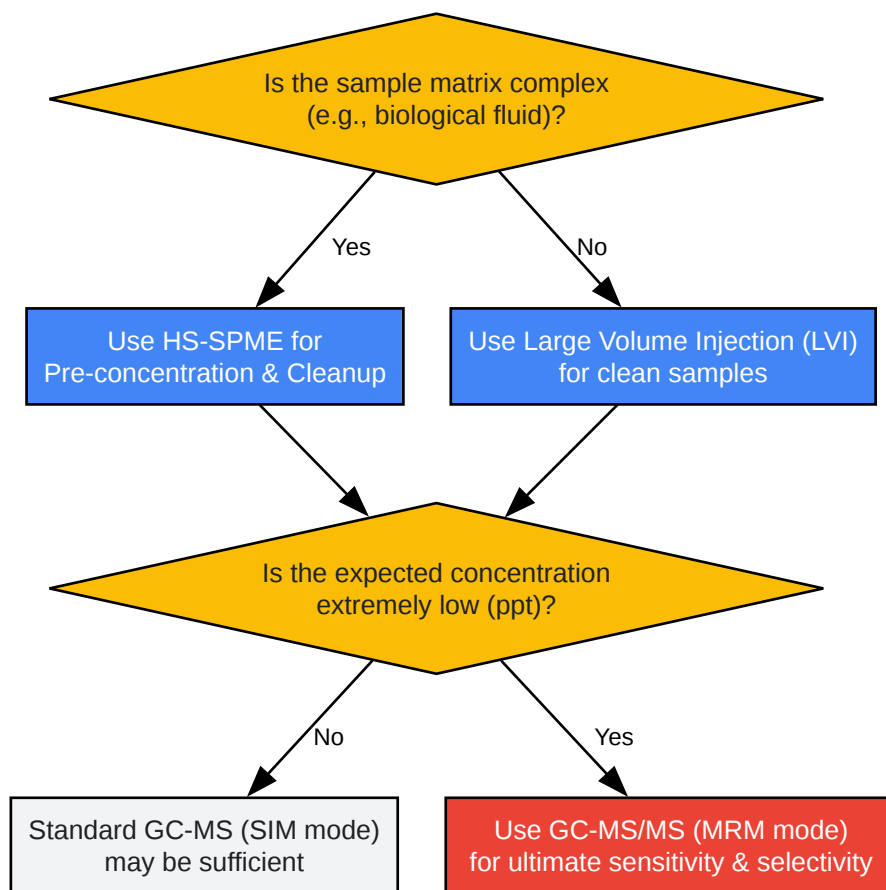 Is the sample matrix complex
(e.g., biological fluid)?
Yes
No
Use HS-SPME for
Pre-concentration & Cleanup
Use Large Volume Injection (LVI)
for clean samples
Is the expected concentration
extremely low (ppt)?
No
Yes
Standard GC-MS (SIM mode)
may be sufficient
Use GC-MS/MS (MRM mode)
for ultimate sensitivity & selectivity